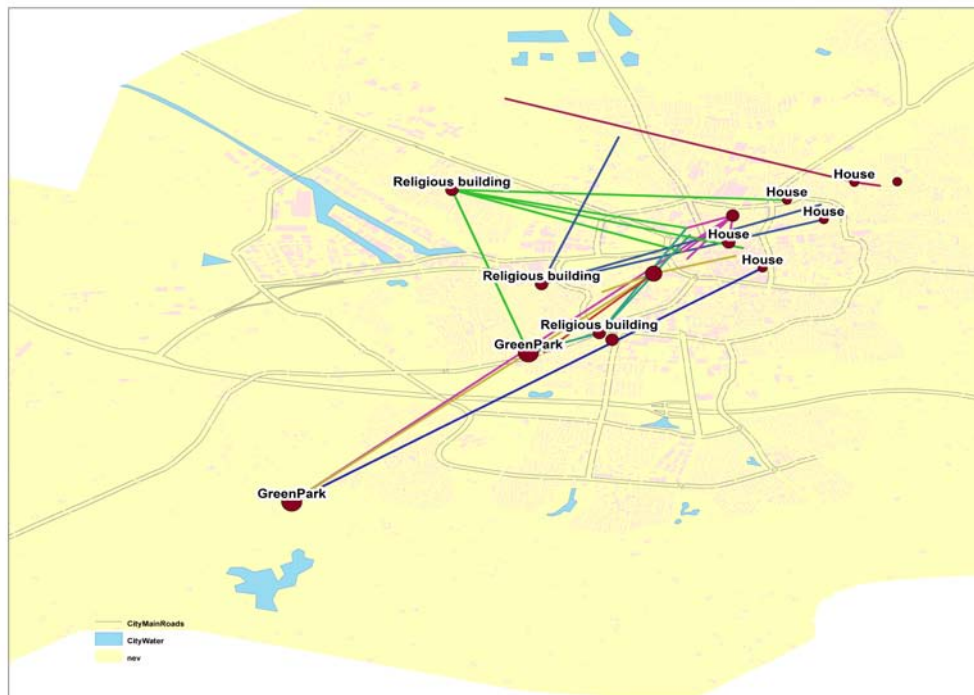 House
Religious building
House
House
House
House
Religious building
Religious building
GreenPark
GreenPark
CityMainRoads
CityWater
nev